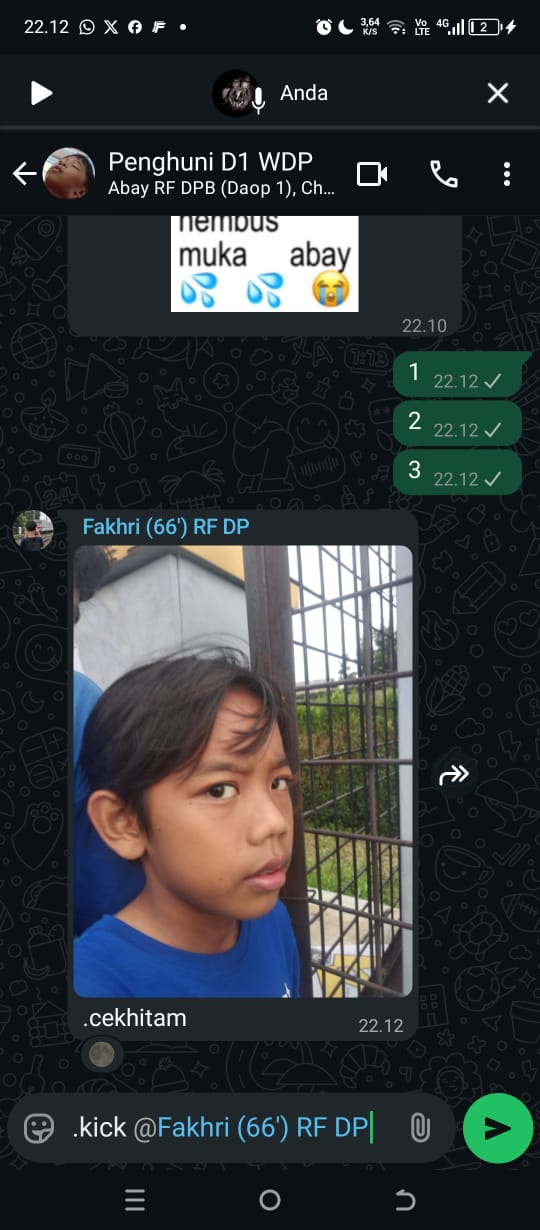 22.12
3,64
K/S
Vo
LTE
4G
2
Anda
Penghuni D1 WDP
Abay RF DPB (Daop 1), Ch...
nembus
muka abay
22.10
1 22.12
2 22.12
3 22.12
Fakhri (66') RF DP
.cekhitam
22.12
.kick @Fakhri (66') RF DP